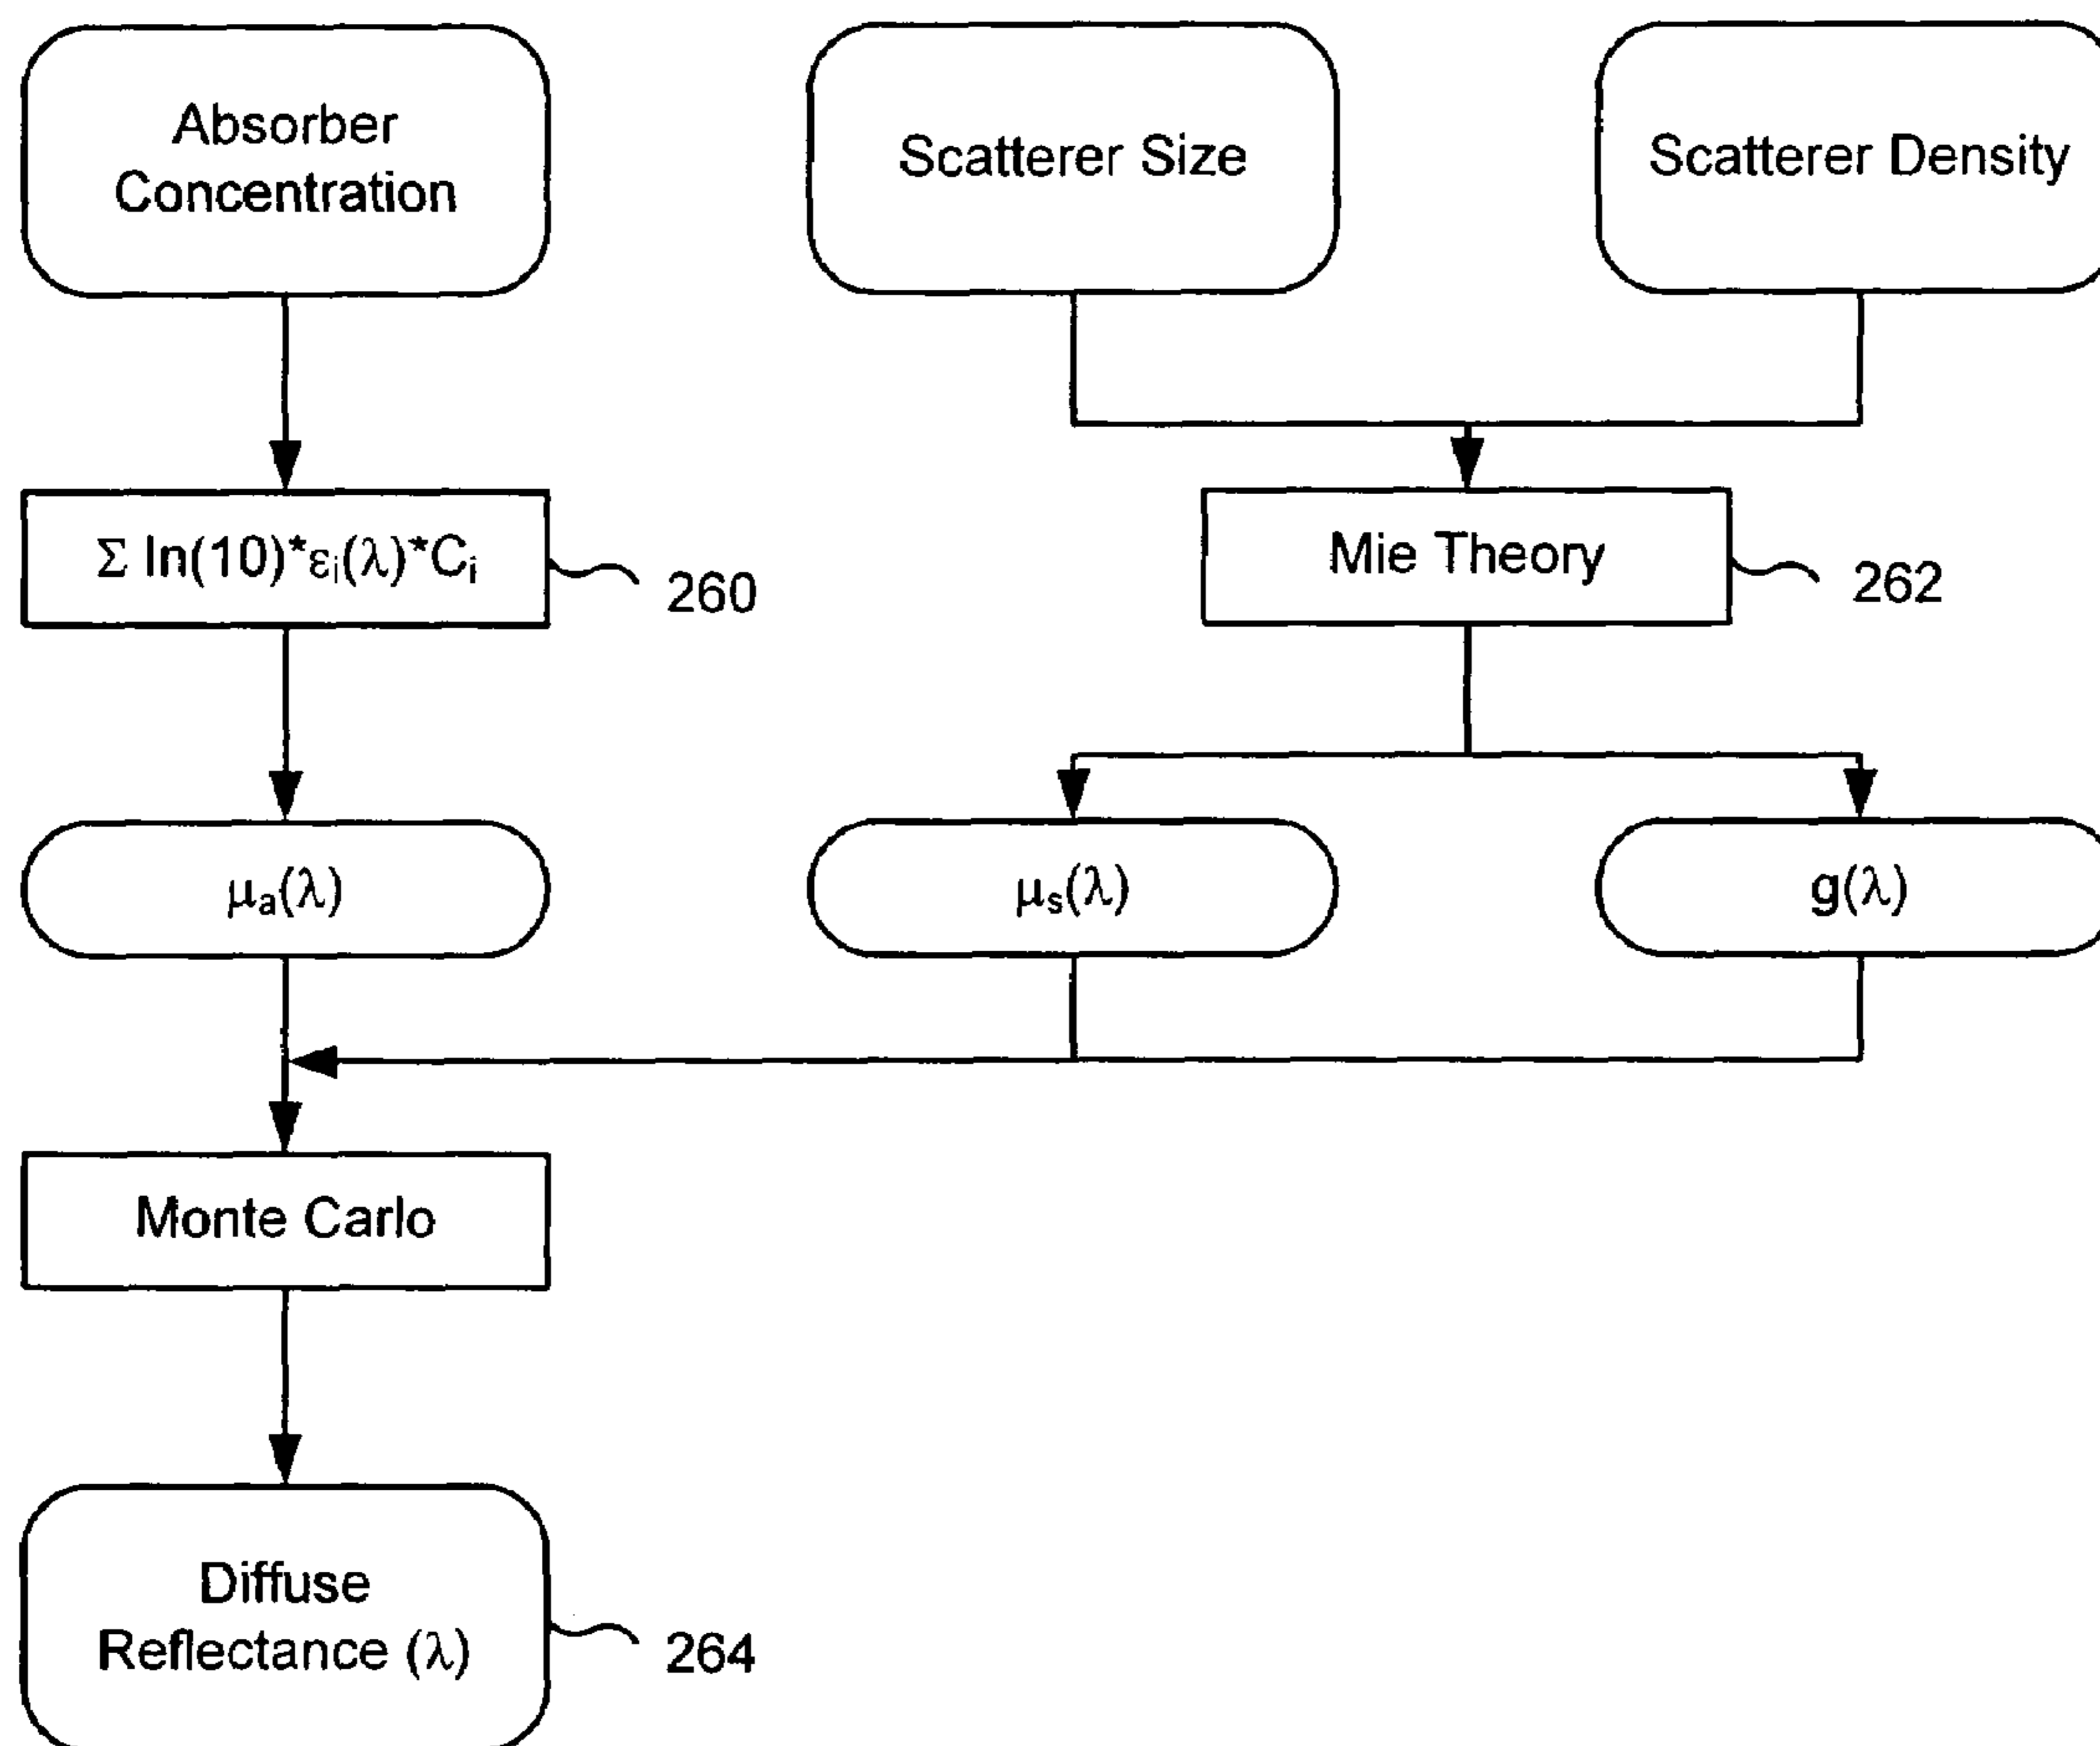 Absorber
Concentration
Scatterer Size
Scatterer Density
Σ ln(10)*εᵢ(λ)*Cᵢ
260
Mie Theory
262
μₐ(λ)
μₛ(λ)
g(λ)
Monte Carlo
Diffuse
Reflectance (λ)
264